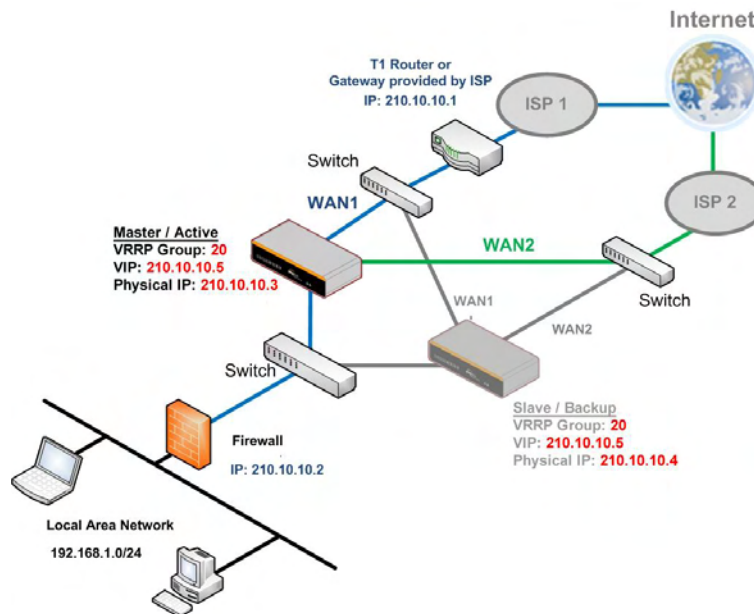 Internet
T1 Router or
Gateway provided by ISP
IP: 210.10.10.1
ISP 1
Switch
WAN1
ISP 2
Master / Active
VRRP Group: 20
VIP: 210.10.10.5
Physical IP: 210.10.10.3
WAN2
Switch
WAN1
WAN2
Switch
Slave / Backup
VRRP Group: 20
VIP: 210.10.10.5
Physical IP: 210.10.10.4
Firewall
IP: 210.10.10.2
Local Area Network
192.168.1.0/24